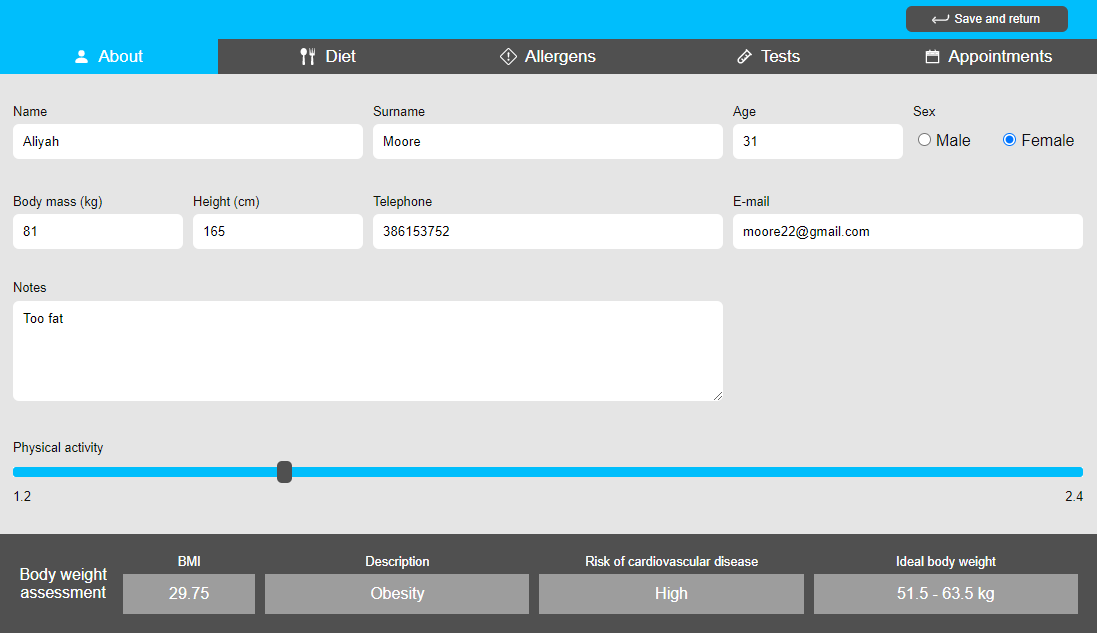 Save and return
About
Diet
Allergens
Tests
Appointments
Name
Surname
Age
Sex
Aliyah
Moore
31
Male
Female
Body mass (kg)
Height (cm)
Telephone
E-mail
81
165
386153752
moore22@gmail.com
Notes
Too fat
Physical activity
1.2
2.4
Body weight
assessment
BMI
Description
Risk of cardiovascular disease
Ideal body weight
29.75
Obesity
High
51.5 - 63.5 kg